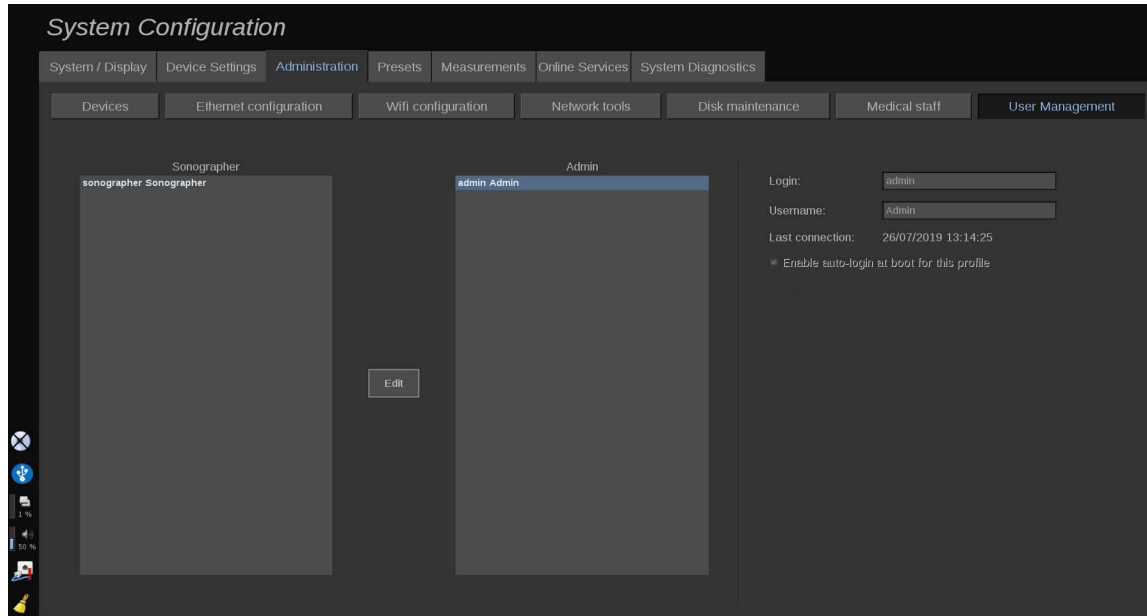 System Configuration
System / Display Device Settings Administration Presets Measurements Online Services System Diagnostics
Devices Ethernet configuration Wifi configuration Network tools Disk maintenance Medical staff User Management
Sonographer Admin
sonographer Sonographer admin Admin
Login: admin
Username: Admin
Last connection: 26/07/2019 13:14:25
Enable auto-login at boot for this profile
Edit
1 %
50 %